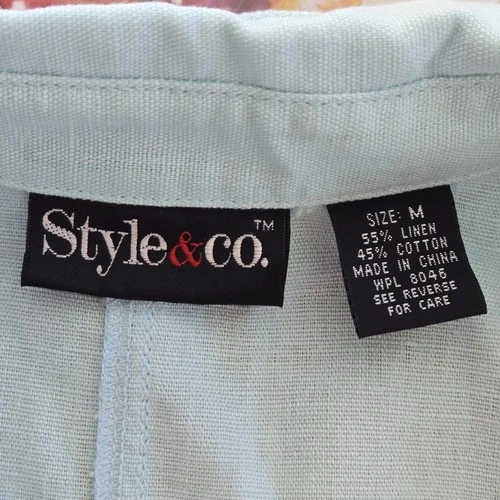 Style&co.™
SIZE: M
55% LINEN
45% COTTON
MADE IN CHINA
WPL 8046
SEE REVERSE
FOR CARE